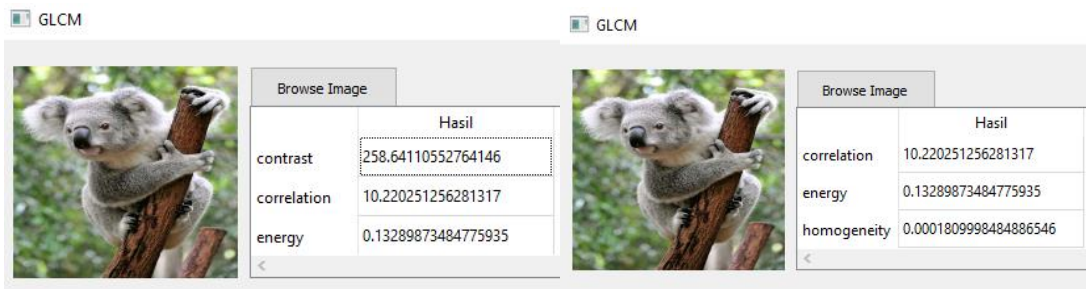 GLCM
Browse Image
Hasil
contrast 258.64110552764146
correlation 10.220251256281317
energy 0.13289873484775935
GLCM
Browse Image
Hasil
correlation 10.220251256281317
energy 0.13289873484775935
homogeneity 0.0001809998484886546